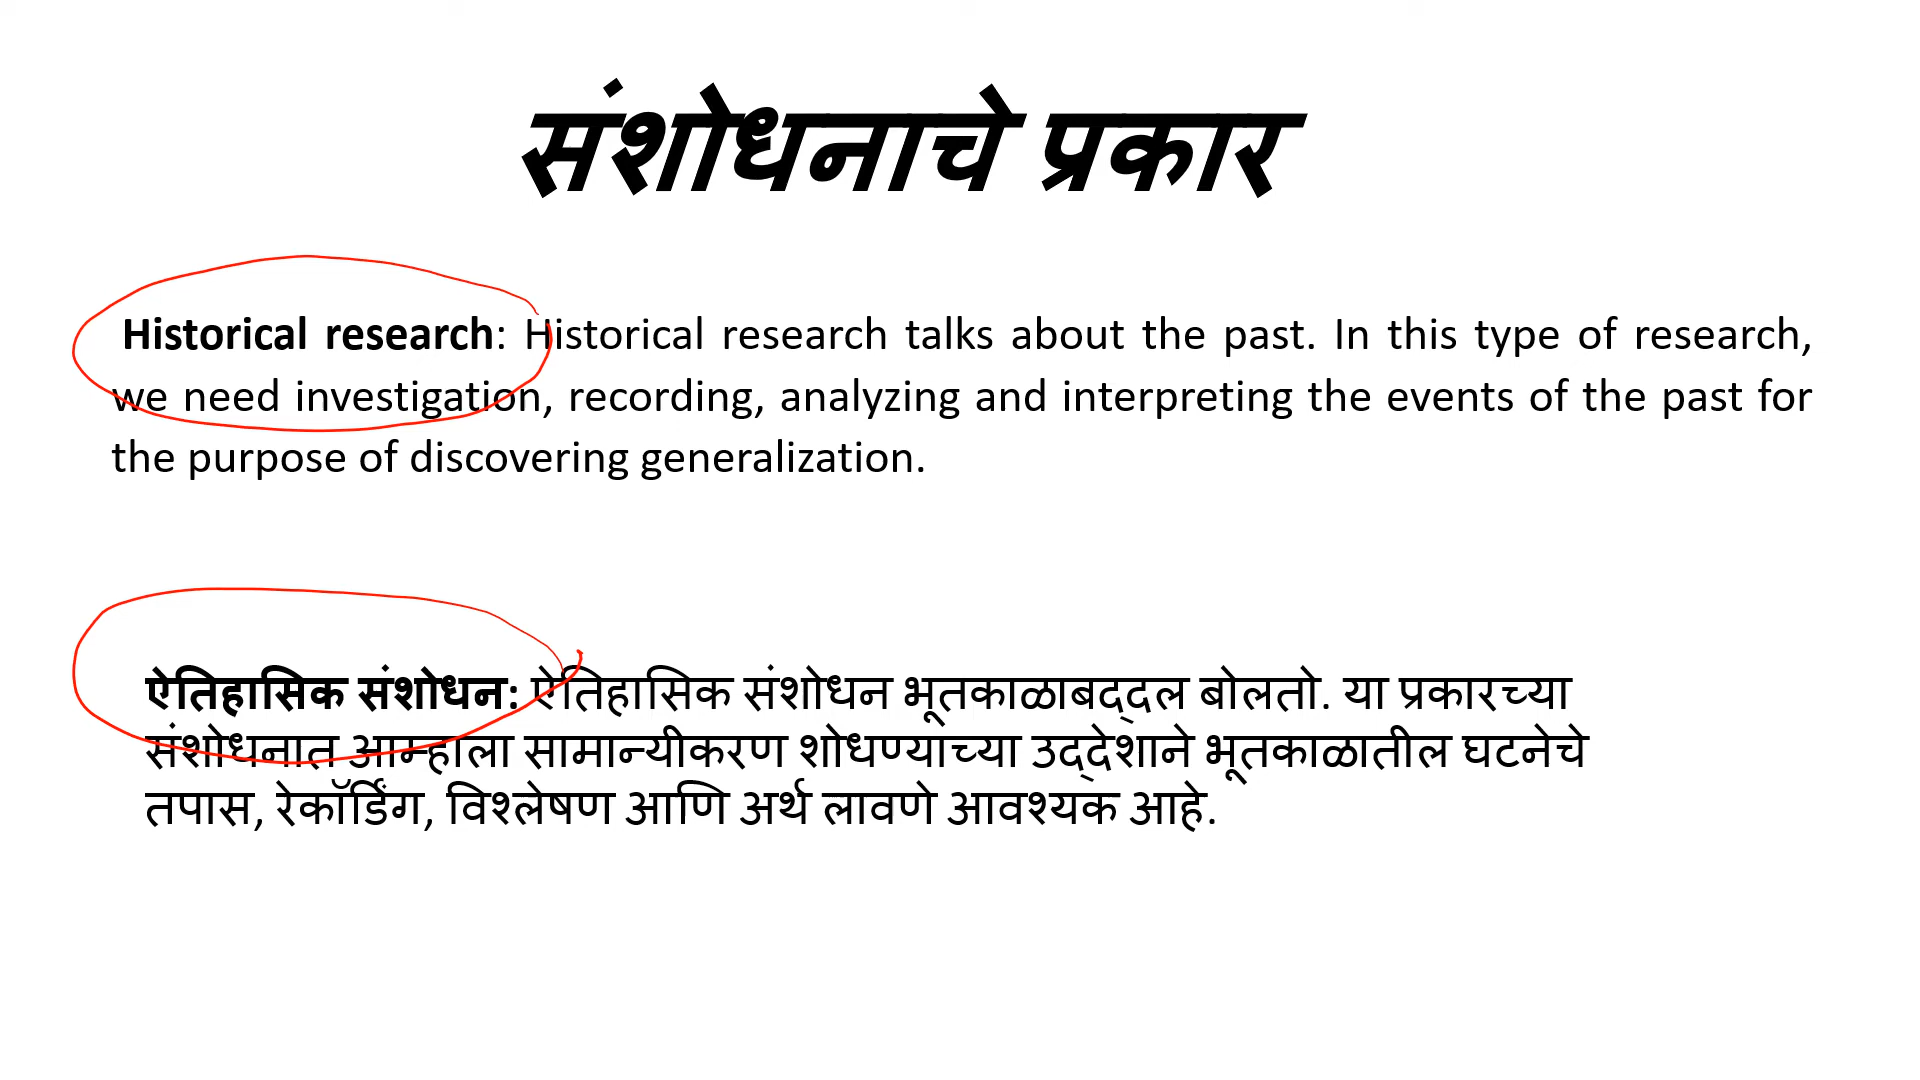 संशोधनाचे प्रकार
Historical research: Historical research talks about the past. In this type of research,
we need investigation, recording, analyzing and interpreting the events of the past for
the purpose of discovering generalization.
ऐतिहासिक संशोधन: ऐतिहासिक संशोधन भूतकाळाबद्दल बोलतो. या प्रकारच्या
संशोधनात आम्हाला सामान्यीकरण शोधण्याच्या उद्देशाने भूतकाळातील घटनेचे
तपास, रेकॉर्डिंग, विश्लेषण आणि अर्थ लावणे आवश्यक आहे.